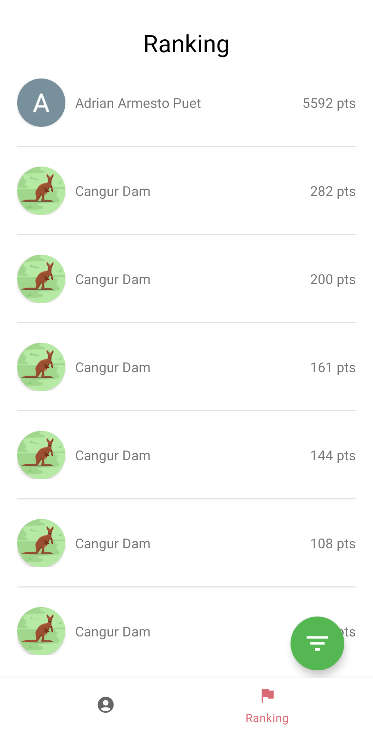 Ranking
A
Adrian Armesto Puet 5592 pts
Cangur Dam 282 pts
Cangur Dam 200 pts
Cangur Dam 161 pts
Cangur Dam 144 pts
Cangur Dam 108 pts
Cangur Dam pts
Ranking